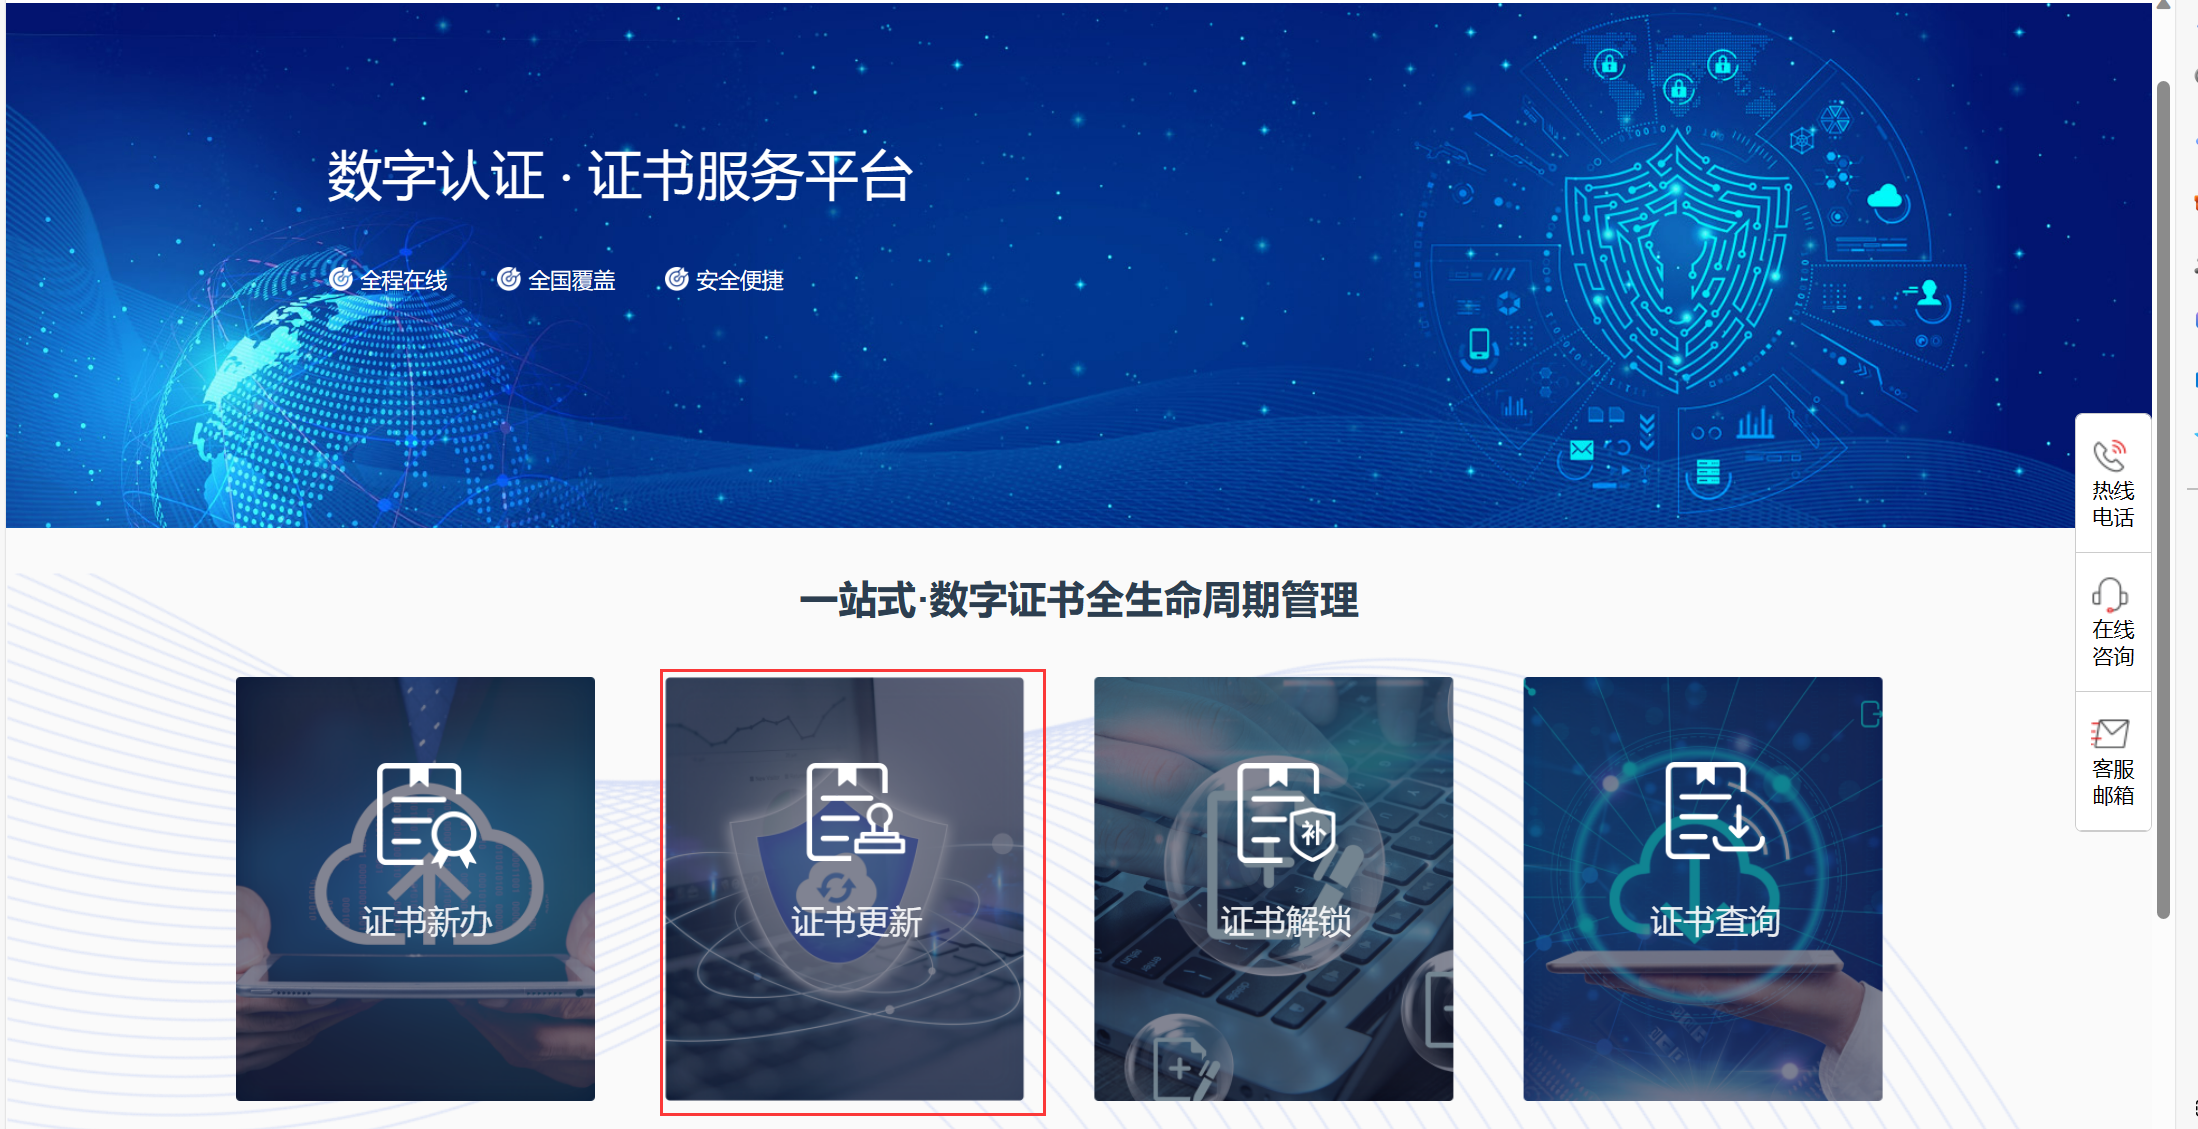 数字认证 · 证书服务平台
全程在线 全国覆盖 安全便捷
热线
电话
在线
咨询
客服
邮箱
一站式·数字证书全生命周期管理
证书新办
证书更新
补
证书解锁
证书查询